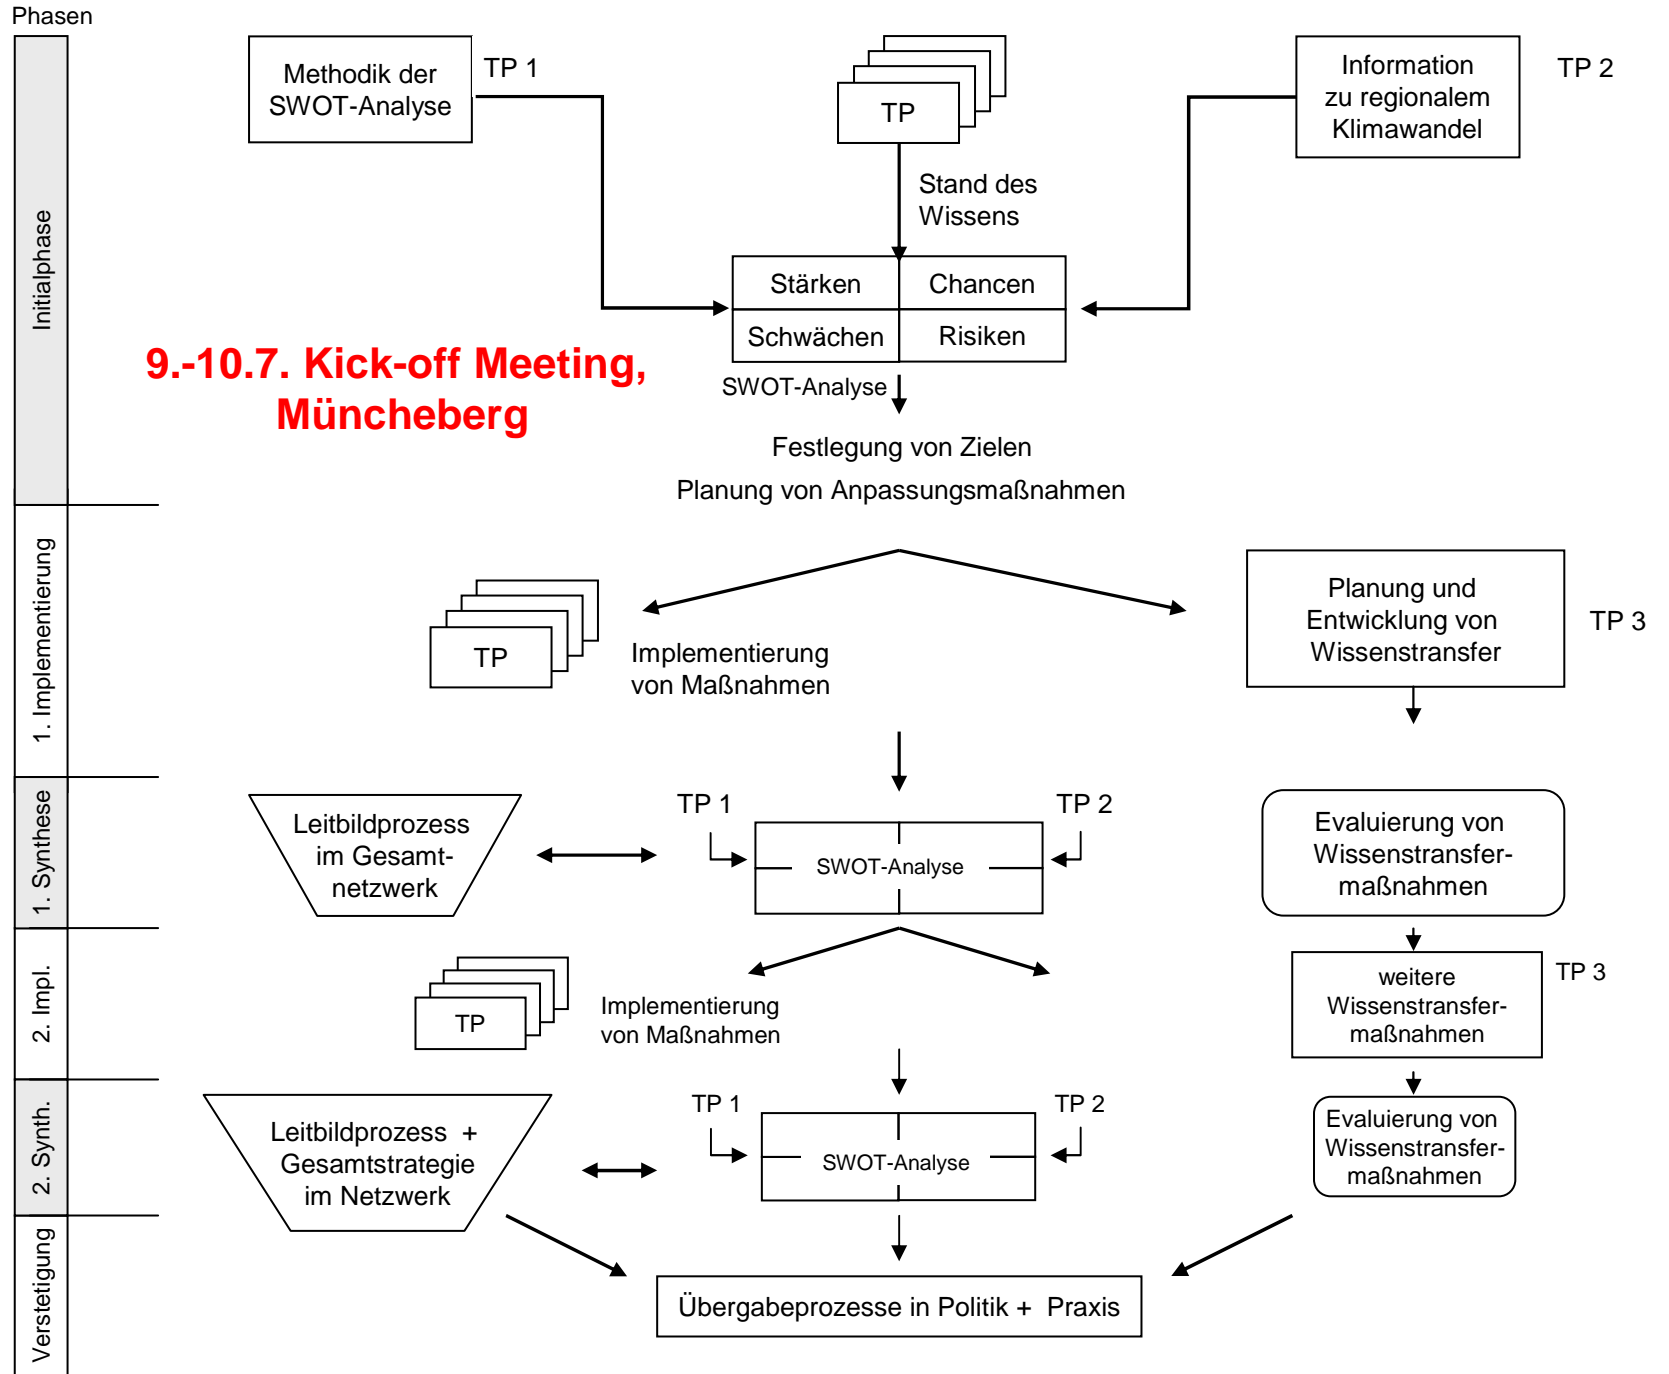 Phasen
Methodik der
SWOT-Analyse
TP 1
TP
Information
zu regionalem
Klimawandel
TP 2
Stand des
Wissens
Initialphase
Stärken
Chancen
Schwächen
Risiken
9.-10.7. Kick-off Meeting,
Müncheberg
SWOT-Analyse
Festlegung von Zielen
Planung von Anpassungsmaßnahmen
1. Implementierung
TP
Implementierung
von Maßnahmen
Planung und
Entwicklung von
Wissenstransfer
TP 3
1. Synthese
Leitbildprozess
im Gesamt-
netzwerk
TP 1
TP 2
SWOT-Analyse
Evaluierung von
Wissenstransfer-
maßnahmen
2. Impl.
TP
Implementierung
von Maßnahmen
weitere
Wissenstransfer-
maßnahmen
TP 3
2. Synth.
Leitbildprozess +
Gesamtstrategie
im Netzwerk
TP 1
TP 2
SWOT-Analyse
Evaluierung von
Wissenstransfer-
maßnahmen
Verstetigung
Übergabeprozesse in Politik + Praxis